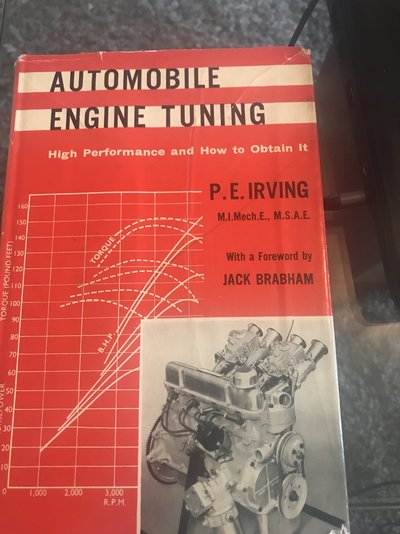 AUTOMOBILE
ENGINE TUNING
High Performance and How to Obtain It
P. E. IRVING
M.I.Mech.E., M.S.A.E.
With a Foreword by
JACK BRABHAM
TORQUE (POUND-FEET)
160
150
140
130
120
110
100
90
80
70
60
50
40
30
20
10
0
TORQUE
B.H.P.
1,000
2,000
3,000
R.P.M.